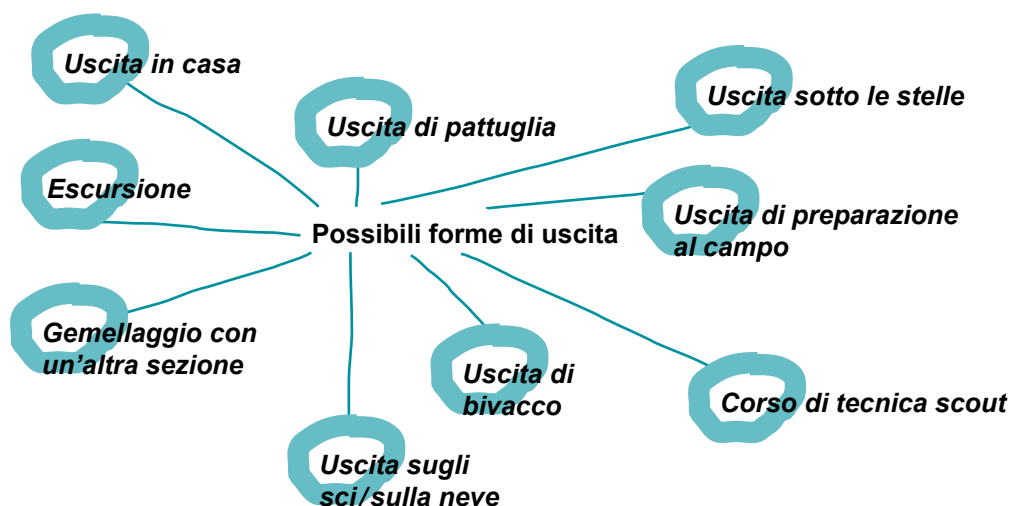 Uscita in casa
Uscita di pattuglia
Uscita sotto le stelle
Escursione
Uscita di preparazione
al campo
Possibili forme di uscita
Gemellaggio con
un’altra sezione
Uscita di
bivacco
Corso di tecnica scout
Uscita sugli
sci/sulla neve